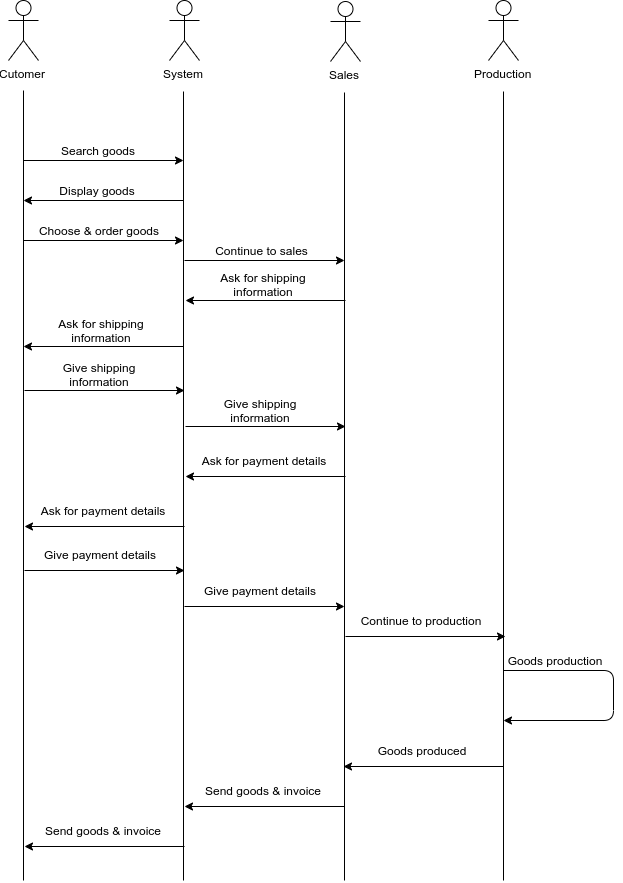 Cutomer
System
Sales
Production
Search goods
Display goods
Choose & order goods
Continue to sales
Ask for shipping
information
Ask for shipping
information
Give shipping
information
Give shipping
information
Ask for payment details
Ask for payment details
Give payment details
Give payment details
Continue to production
Goods production
Goods produced
Send goods & invoice
Send goods & invoice